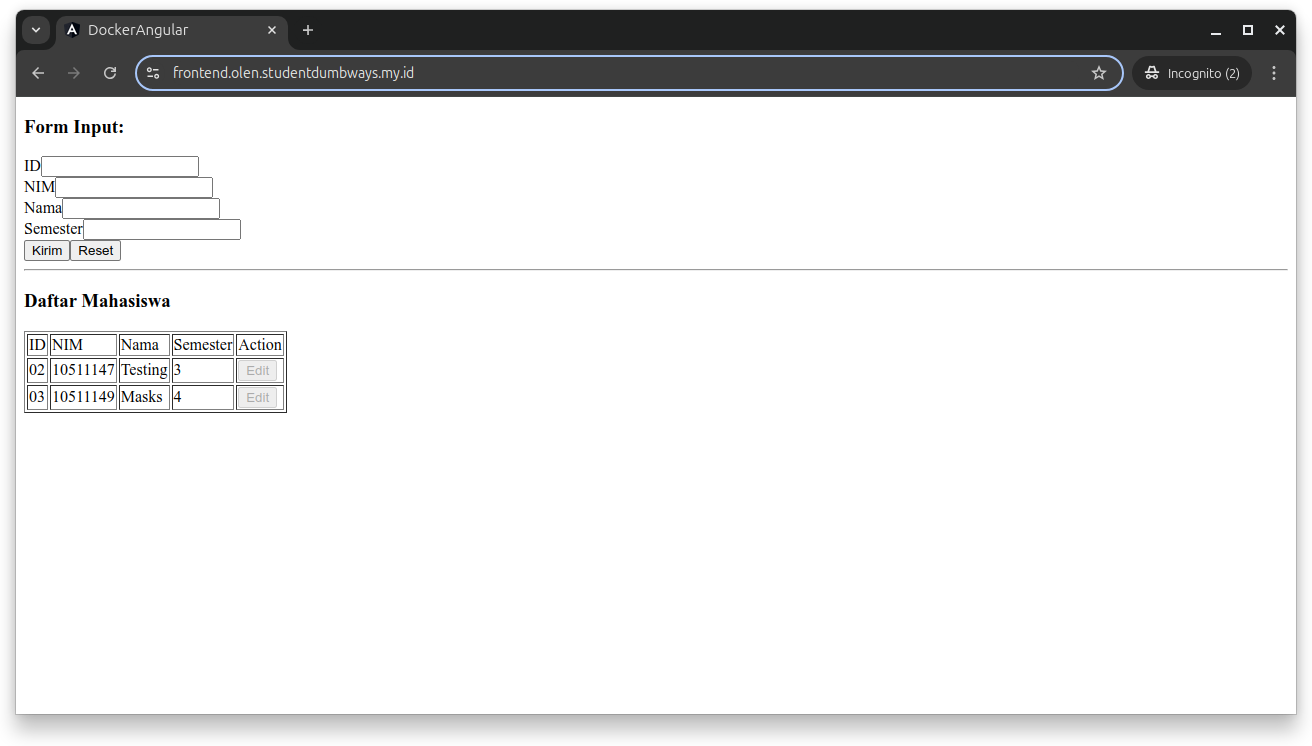 DockerAngular
frontend.olen.studentdumbways.my.id
Incognito (2)
Form Input:
ID
NIM
Nama
Semester
Kirim Reset
Daftar Mahasiswa
ID NIM Nama Semester Action
02 10511147 Testing 3 Edit
03 10511149 Masks 4 Edit